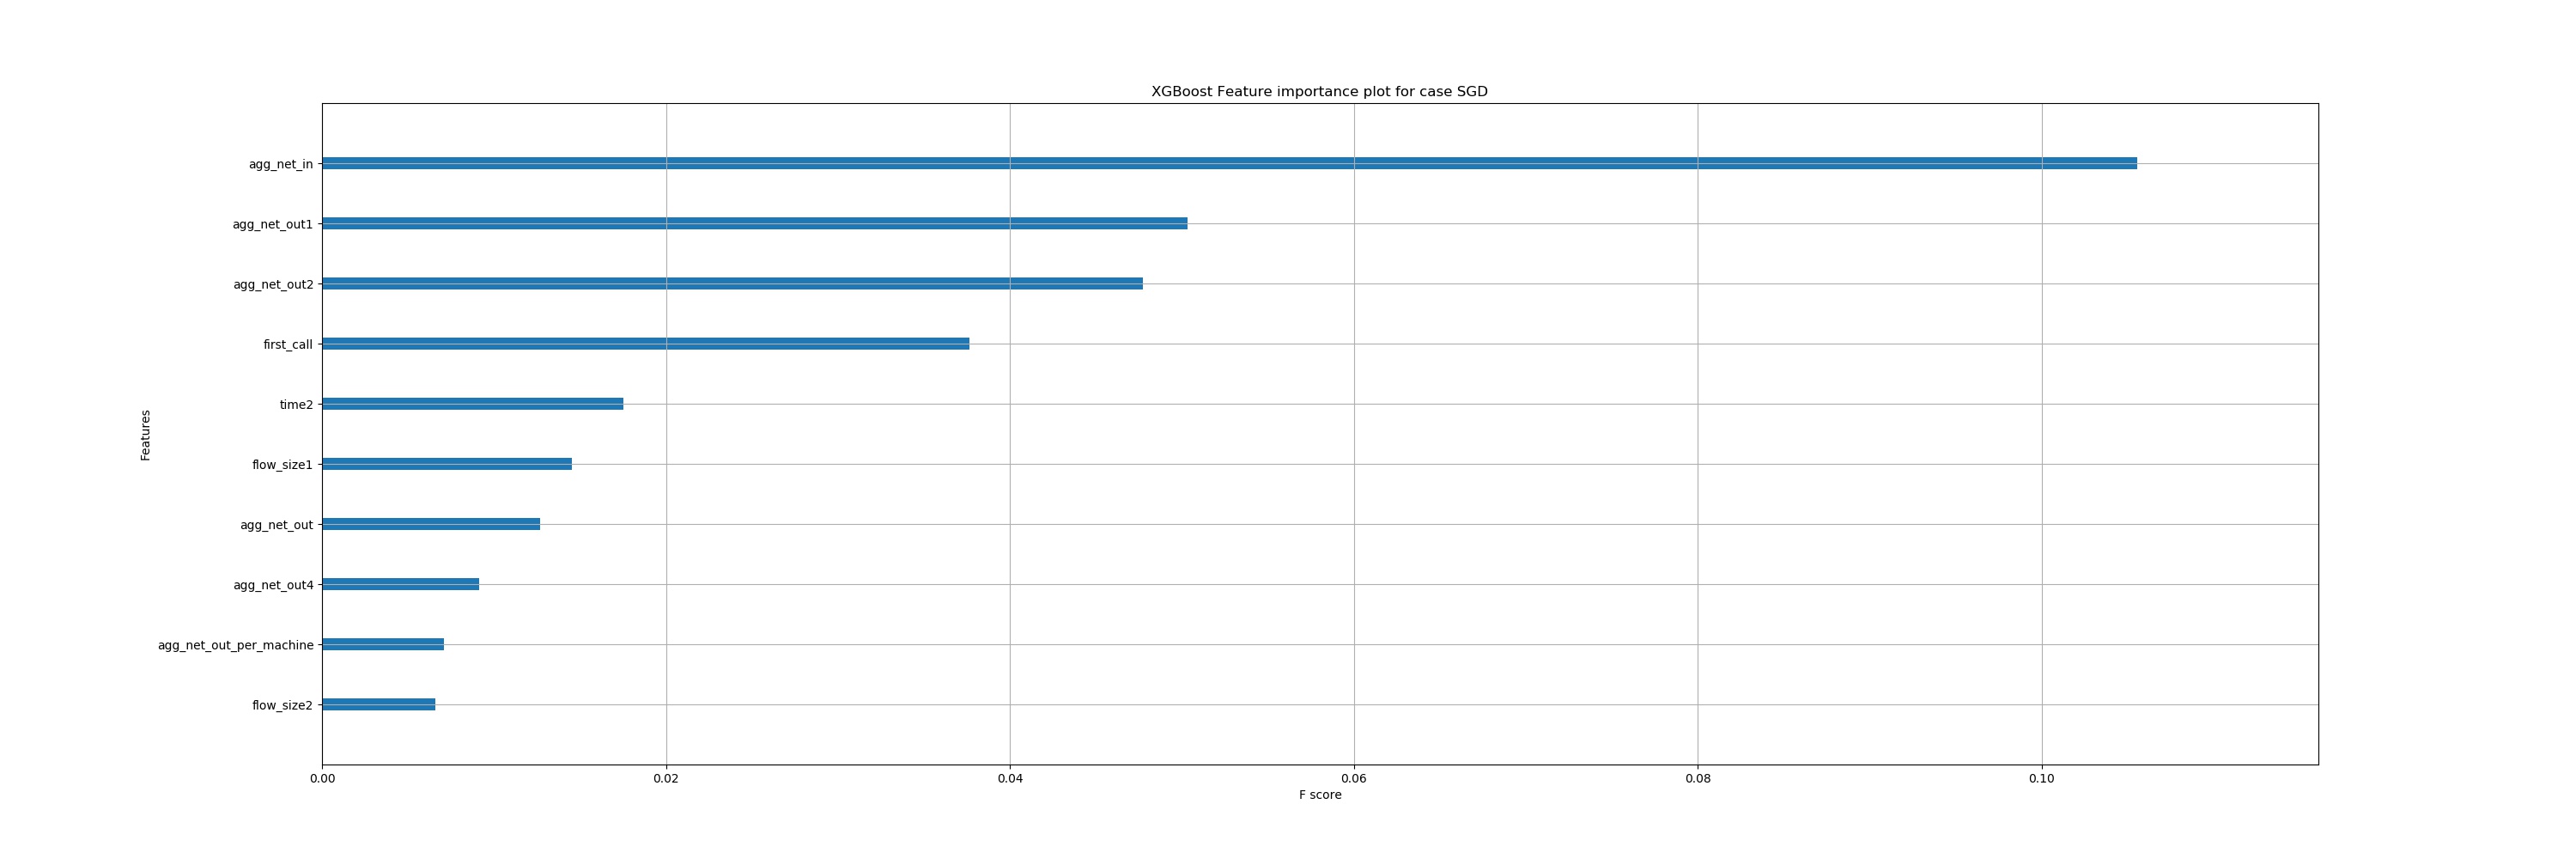 XGBoost Feature importance plot for case SGD
agg_net_in
agg_net_out1
agg_net_out2
first_call
time2
flow_size1
agg_net_out
agg_net_out4
agg_net_out_per_machine
flow_size2
Features
0.00 0.02 0.04 0.06 0.08 0.10
F score